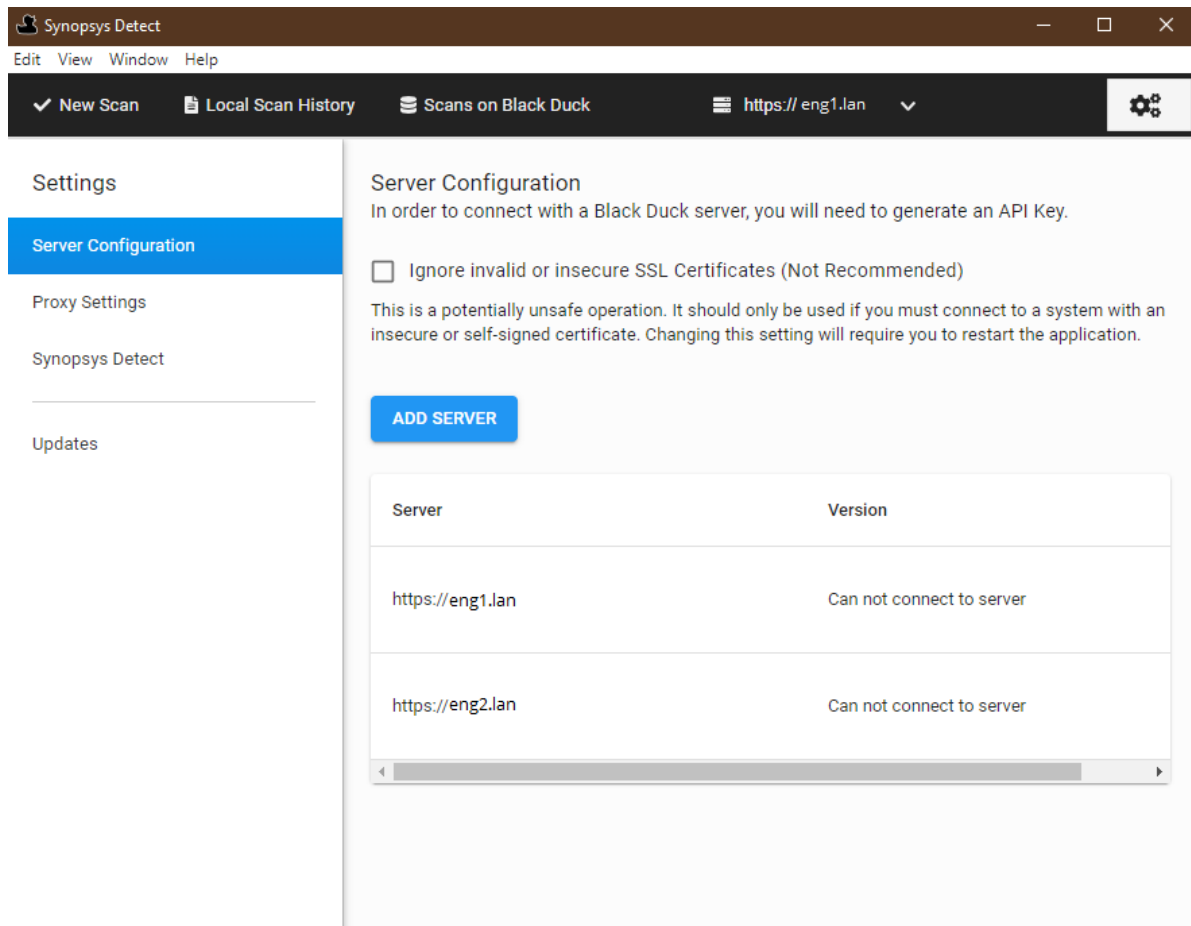 Synopsys Detect
Edit View Window Help
New Scan Local Scan History Scans on Black Duck https:// eng1.lan
Settings
Server Configuration
Proxy Settings
Synopsys Detect
Updates
Server Configuration
In order to connect with a Black Duck server, you will need to generate an API Key.
Ignore invalid or insecure SSL Certificates (Not Recommended)
This is a potentially unsafe operation. It should only be used if you must connect to a system with an
insecure or self-signed certificate. Changing this setting will require you to restart the application.
ADD SERVER
Server Version
https://eng1.lan Can not connect to server
https://eng2.lan Can not connect to server